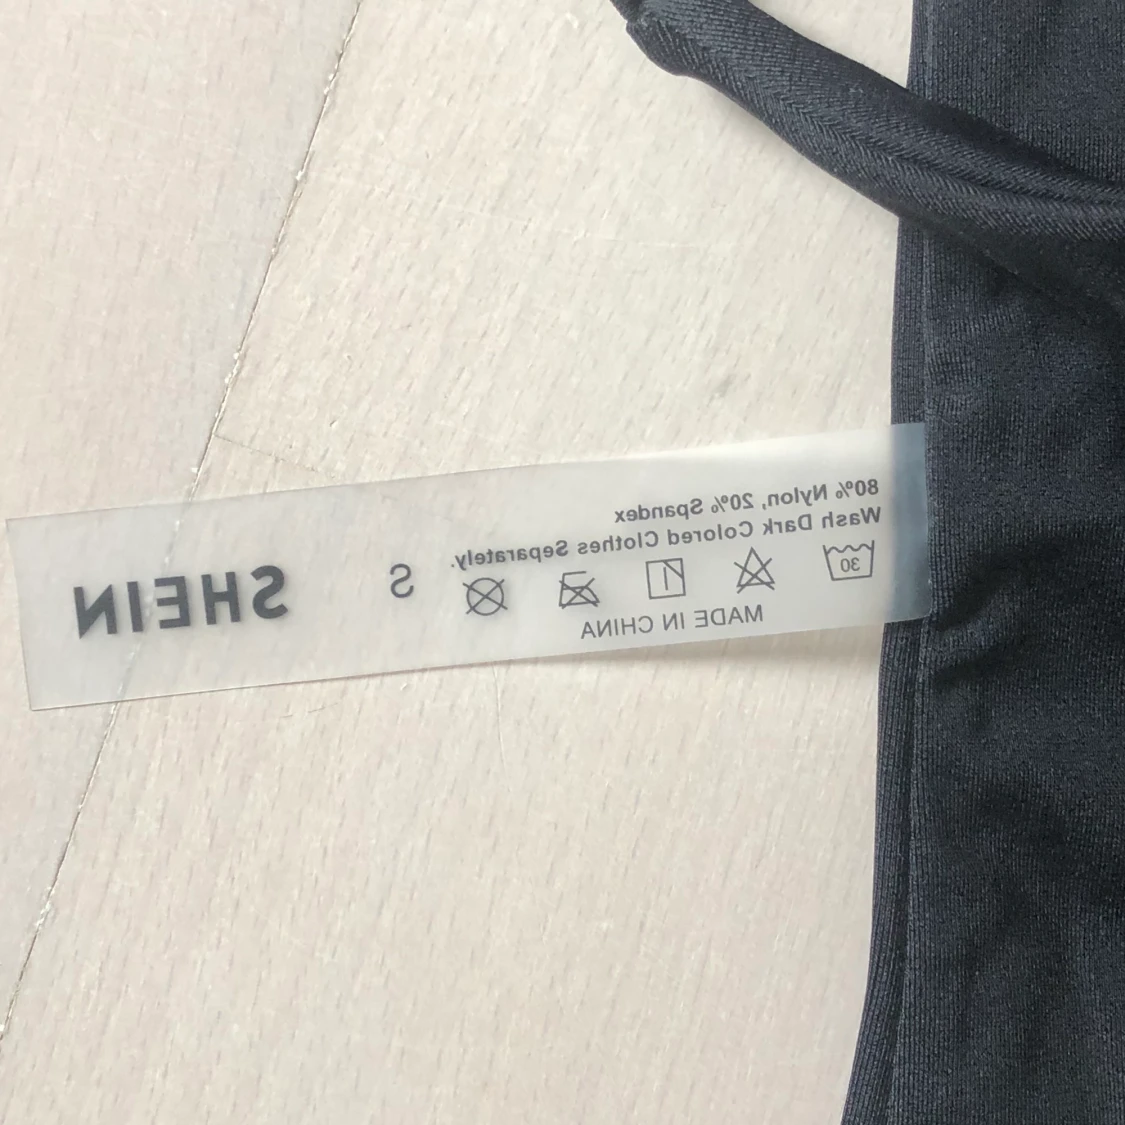 80% Nylon, 20% Spandex
Wash Dark Colored Clothes Separately.
30
MADE IN CHINA
S
SHEIN